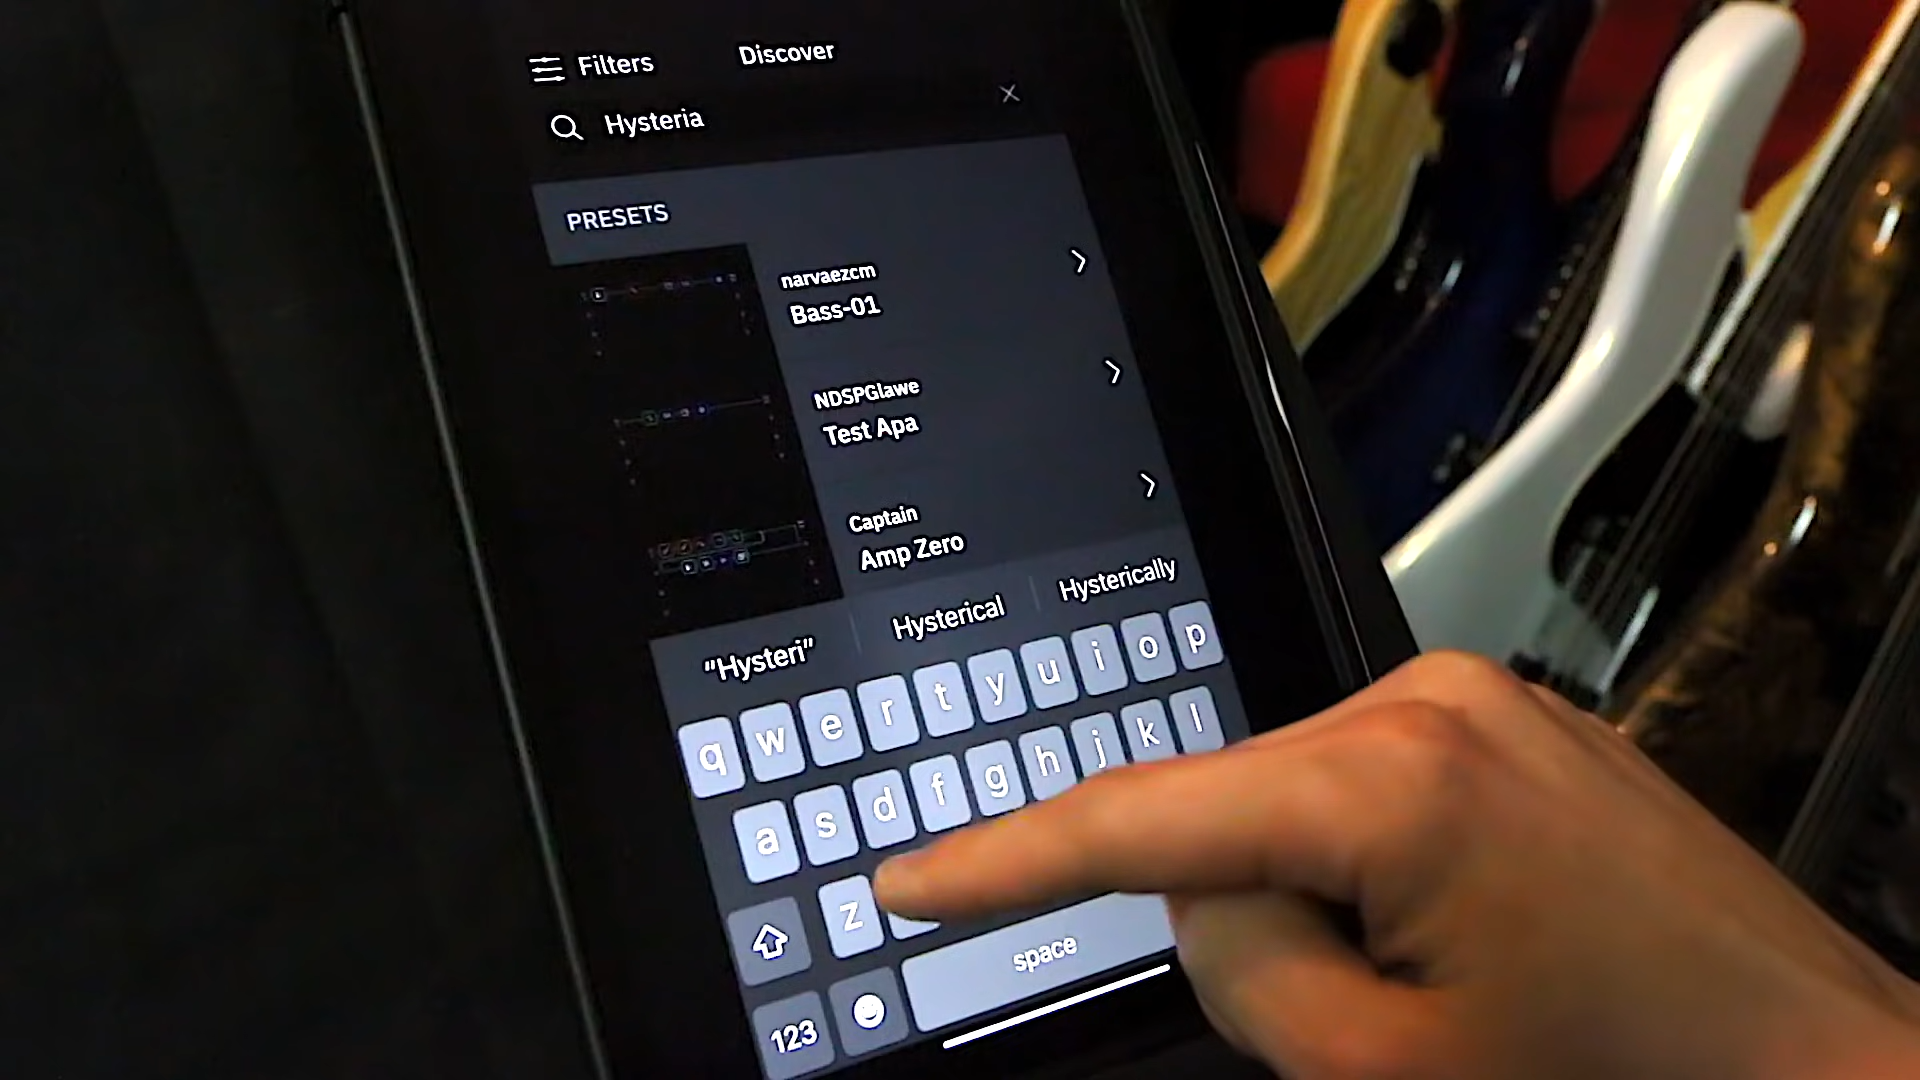 Filters
Discover
Hysteria
PRESETS
narvaezcm
Bass-01
NDSPGlawe
Test Apa
Captain
Amp Zero
"Hysteri"
Hysterical
Hysterically
q w e r t y u i o p
a s d f g h j k l
z
space
123